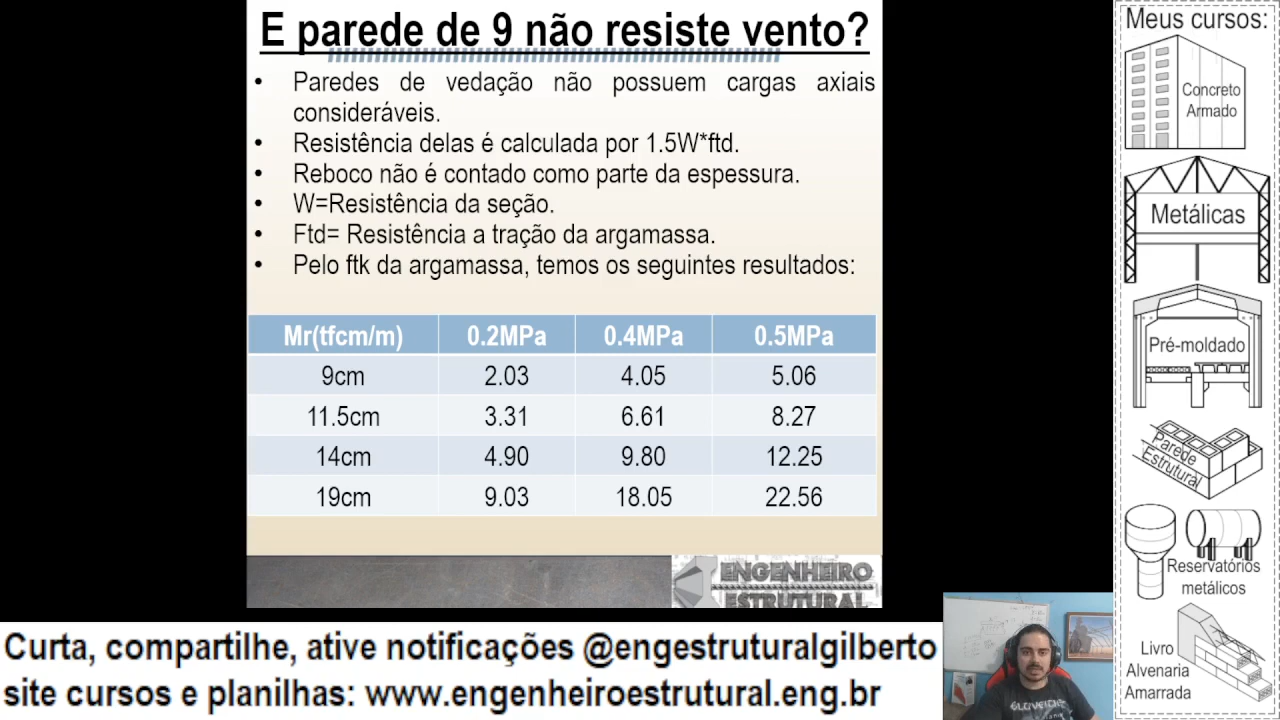 E parede de 9 não resiste vento?
• Paredes de vedação não possuem cargas axiais
consideráveis.
• Resistência delas é calculada por 1.5W*ftd.
• Reboco não é contado como parte da espessura.
• W=Resistência da seção.
• Ftd= Resistência a tração da argamassa.
• Pelo ftk da argamassa, temos os seguintes resultados:
Mr(tfcm/m) 0.2MPa 0.4MPa 0.5MPa
9cm 2.03 4.05 5.06
11.5cm 3.31 6.61 8.27
14cm 4.90 9.80 12.25
19cm 9.03 18.05 22.56
ENGENHEIRO
ESTRUTURAL
Curta, compartilhe, ative notificações @engestruturalgilberto
site cursos e planilhas: www.engenheiroestrutural.eng.br
Meus cursos:
Concreto
Armado
Metálicas
Pré-moldado
Parede
Estrutural
Reservatórios
metálicos
Livro
Alvenaria
Amarrada